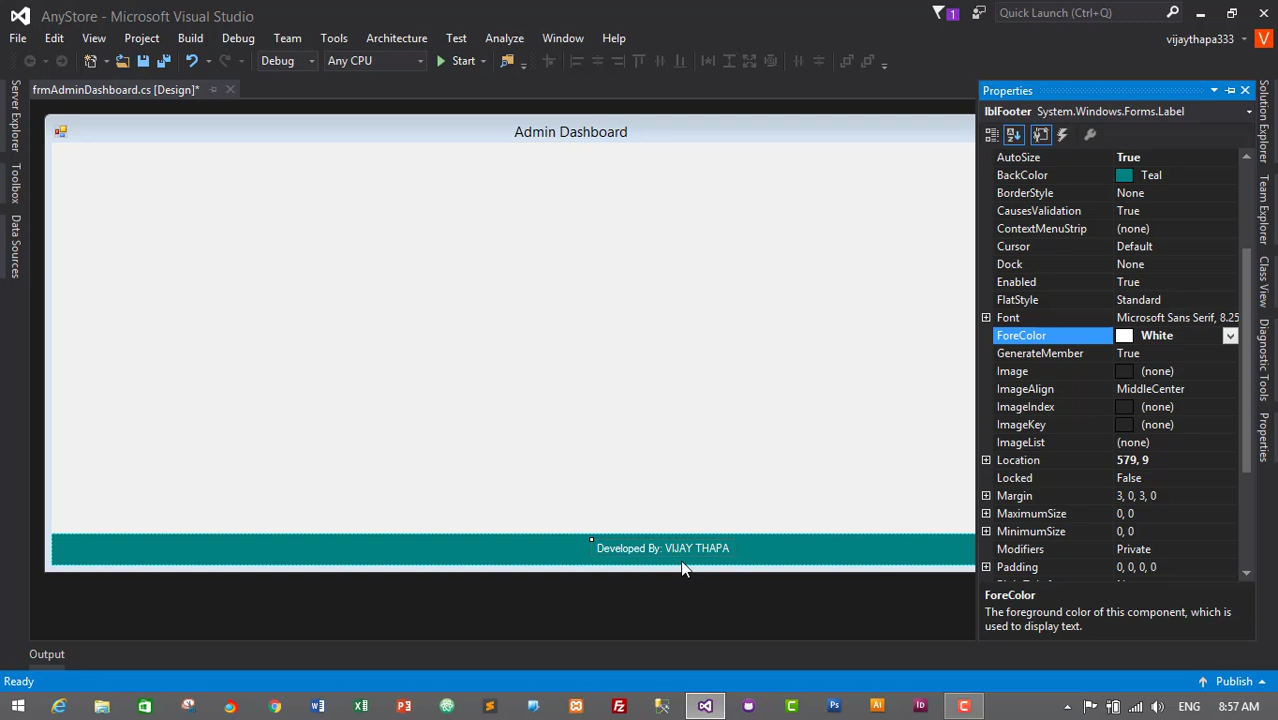 AnyStore - Microsoft Visual Studio
1
Quick Launch (Ctrl+Q)
File Edit View Project Build Debug Team Tools Architecture Test Analyze Window Help
vijaythapa333
V
Debug Any CPU Start
frmAdminDashboard.cs [Design]*
Server Explorer
Toolbox
Data Sources
Admin Dashboard
Developed By: VIJAY THAPA
Properties
lblFooter System.Windows.Forms.Label
AutoSize True
BackColor Teal
BorderStyle None
CausesValidation True
ContextMenuStrip (none)
Cursor Default
Dock None
Enabled True
FlatStyle Standard
Font Microsoft Sans Serif, 8.25
ForeColor White
GenerateMember True
Image (none)
ImageAlign MiddleCenter
ImageIndex (none)
ImageKey (none)
ImageList (none)
Location 579, 9
Locked False
Margin 3, 0, 3, 0
MaximumSize 0, 0
MinimumSize 0, 0
Modifiers Private
Padding 0, 0, 0, 0
ForeColor
The foreground color of this component, which is
used to display text.
Solution Explorer
Team Explorer
Class View
Diagnostic Tools
Properties
Output
Ready
Publish
ENG 8:57 AM